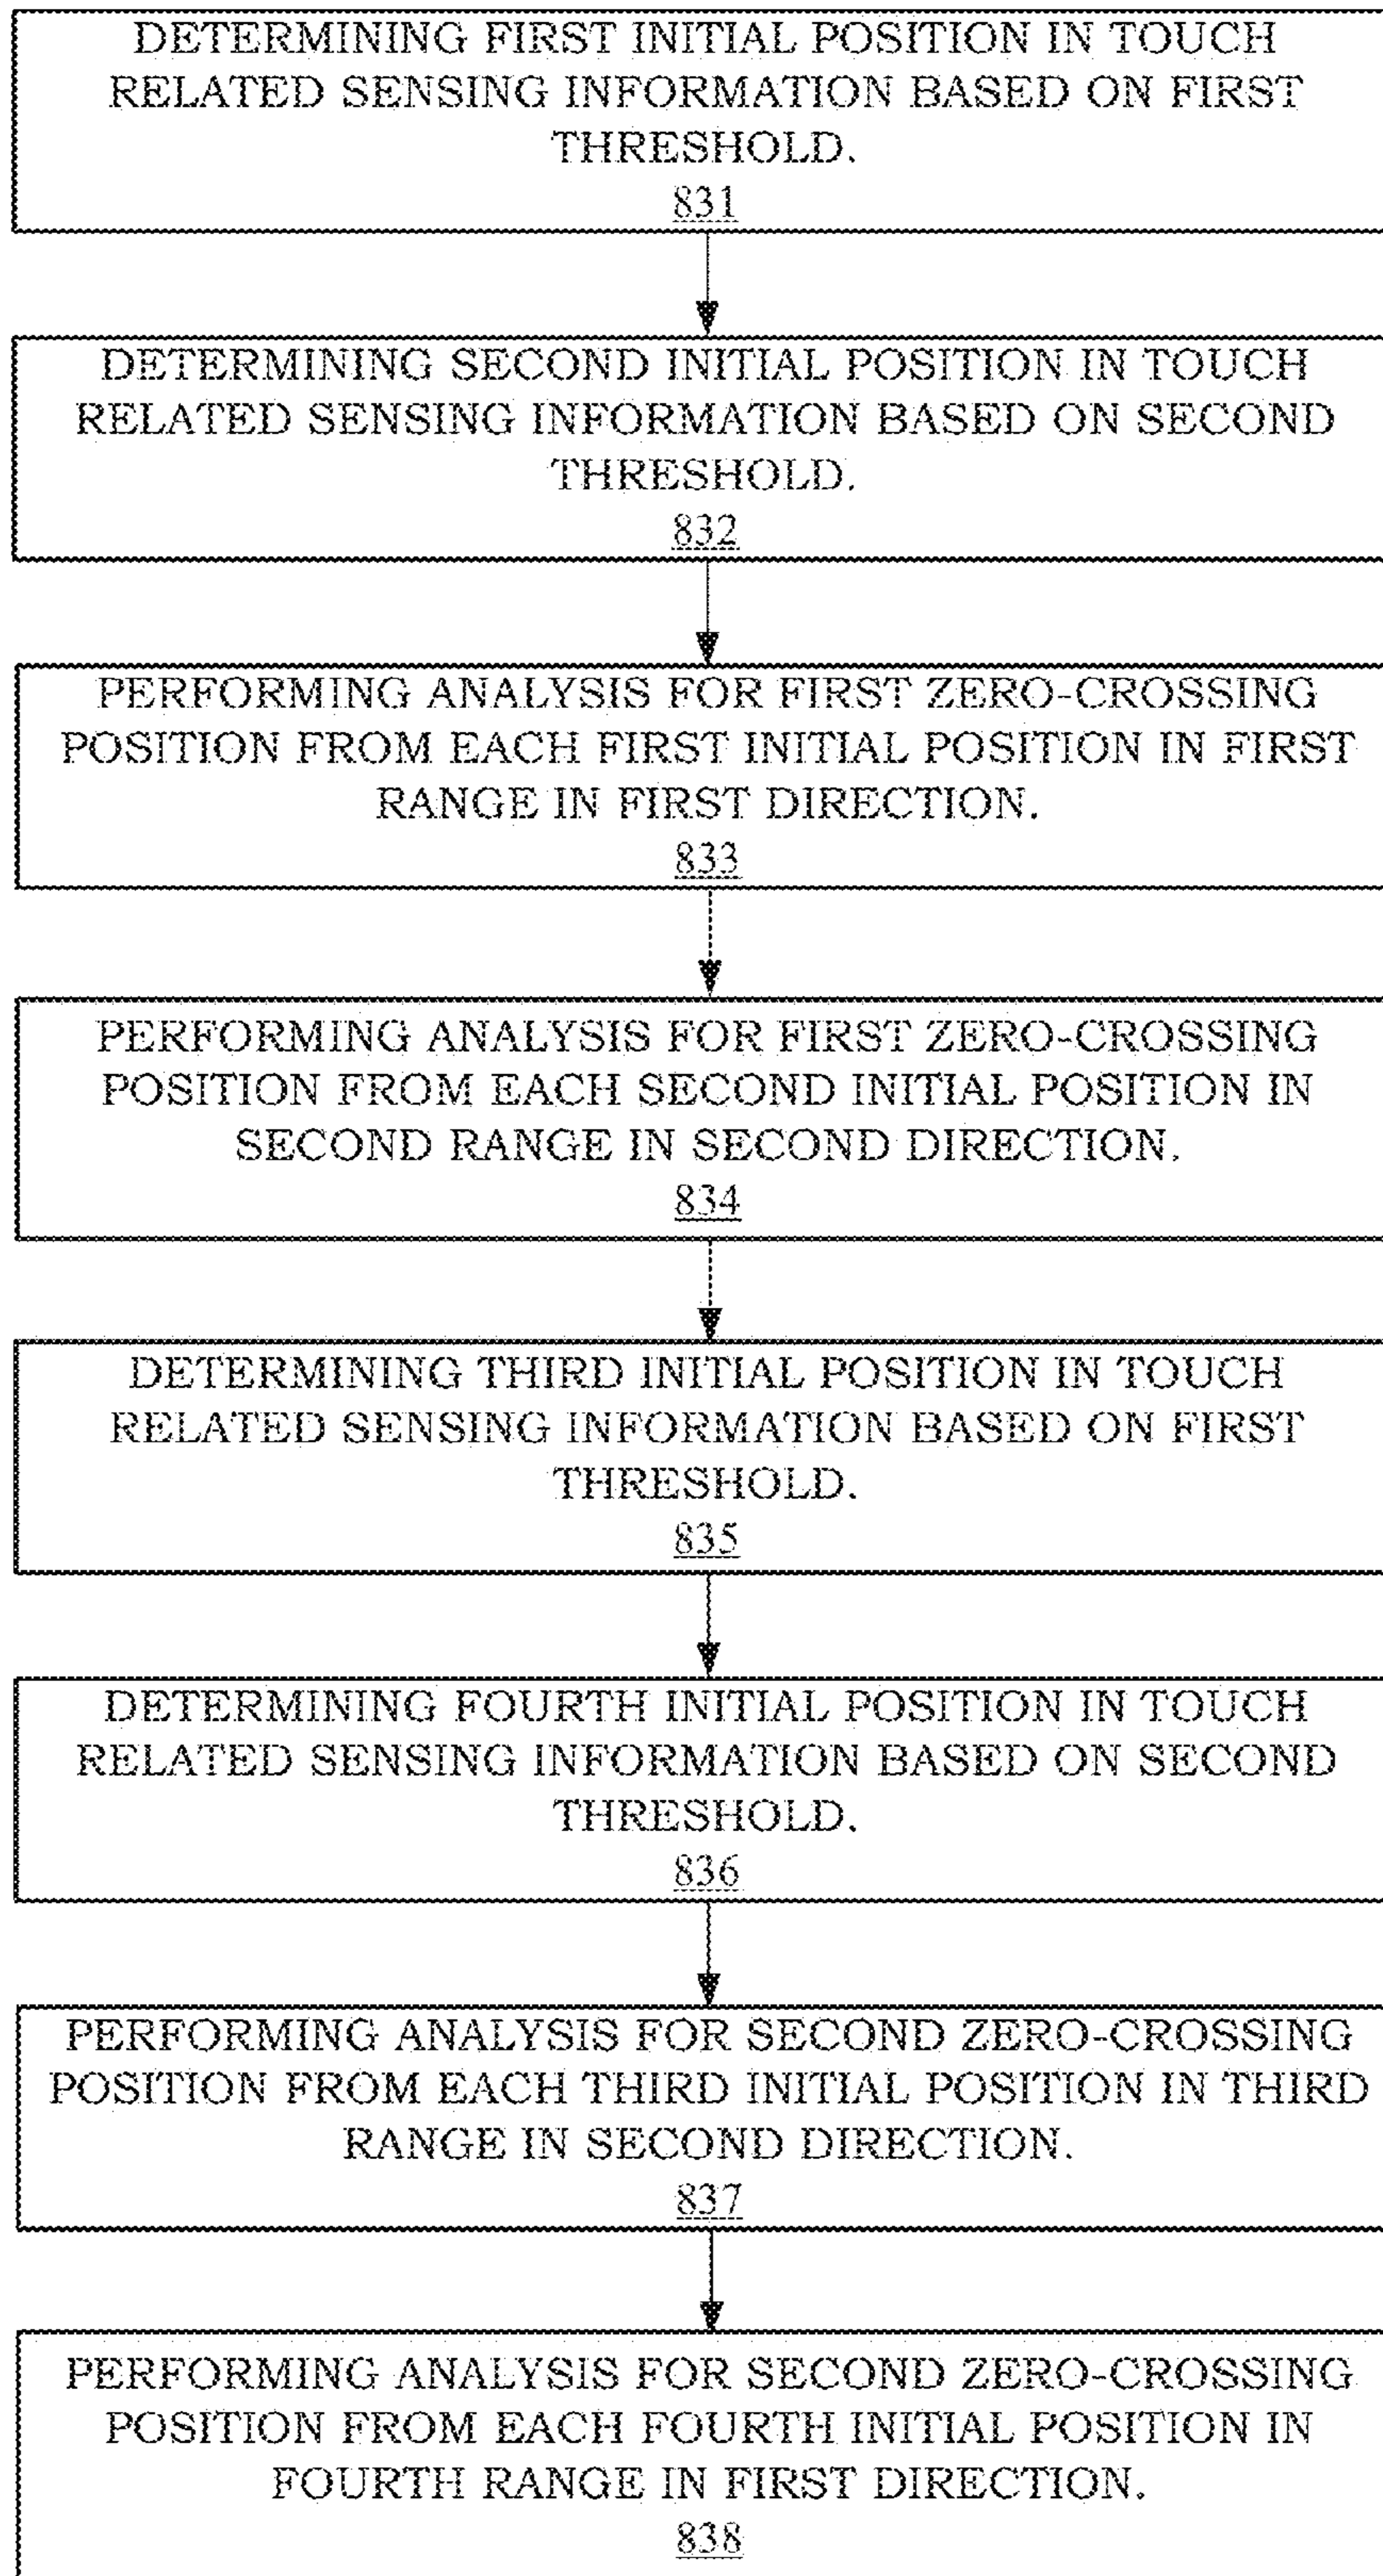 DETERMINING FIRST INITIAL POSITION IN TOUCH
RELATED SENSING INFORMATION BASED ON FIRST
THRESHOLD.
831
DETERMINING SECOND INITIAL POSITION IN TOUCH
RELATED SENSING INFORMATION BASED ON SECOND
THRESHOLD.
832
PERFORMING ANALYSIS FOR FIRST ZERO-CROSSING
POSITION FROM EACH FIRST INITIAL POSITION IN FIRST
RANGE IN FIRST DIRECTION.
833
PERFORMING ANALYSIS FOR FIRST ZERO-CROSSING
POSITION FROM EACH SECOND INITIAL POSITION IN
SECOND RANGE IN SECOND DIRECTION.
834
DETERMINING THIRD INITIAL POSITION IN TOUCH
RELATED SENSING INFORMATION BASED ON FIRST
THRESHOLD.
835
DETERMINING FOURTH INITIAL POSITION IN TOUCH
RELATED SENSING INFORMATION BASED ON SECOND
THRESHOLD.
836
PERFORMING ANALYSIS FOR SECOND ZERO-CROSSING
POSITION FROM EACH THIRD INITIAL POSITION IN THIRD
RANGE IN SECOND DIRECTION.
837
PERFORMING ANALYSIS FOR SECOND ZERO-CROSSING
POSITION FROM EACH FOURTH INITIAL POSITION IN
FOURTH RANGE IN FIRST DIRECTION.
838